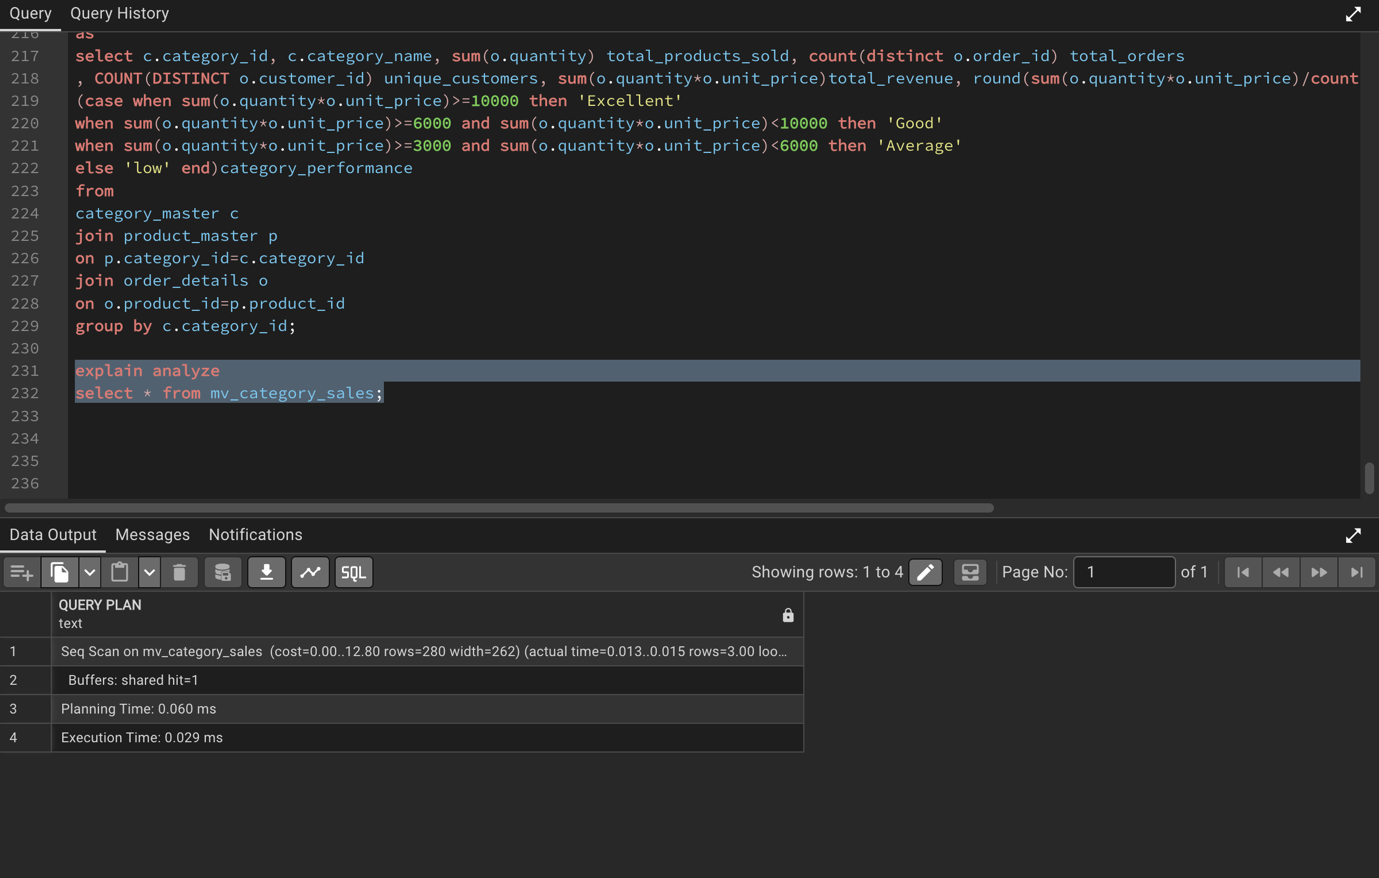 Query Query History
216 as
217 select c.category_id, c.category_name, sum(o.quantity) total_products_sold, count(distinct o.order_id) total_orders
218 , COUNT(DISTINCT o.customer_id) unique_customers, sum(o.quantity*o.unit_price)total_revenue, round(sum(o.quantity*o.unit_price)/count
219 (case when sum(o.quantity*o.unit_price)>=10000 then 'Excellent'
220 when sum(o.quantity*o.unit_price)>=6000 and sum(o.quantity*o.unit_price)<10000 then 'Good'
221 when sum(o.quantity*o.unit_price)>=3000 and sum(o.quantity*o.unit_price)<6000 then 'Average'
222 else 'low' end)category_performance
223 from
224 category_master c
225 join product_master p
226 on p.category_id=c.category_id
227 join order_details o
228 on o.product_id=p.product_id
229 group by c.category_id;
230
231 explain analyze
232 select * from mv_category_sales;
233
234
235
236
Data Output Messages Notifications
SQL Showing rows: 1 to 4 Page No: 1 of 1
QUERY PLAN
text
1 Seq Scan on mv_category_sales (cost=0.00..12.80 rows=280 width=262) (actual time=0.013..0.015 rows=3.00 loo...
2 Buffers: shared hit=1
3 Planning Time: 0.060 ms
4 Execution Time: 0.029 ms